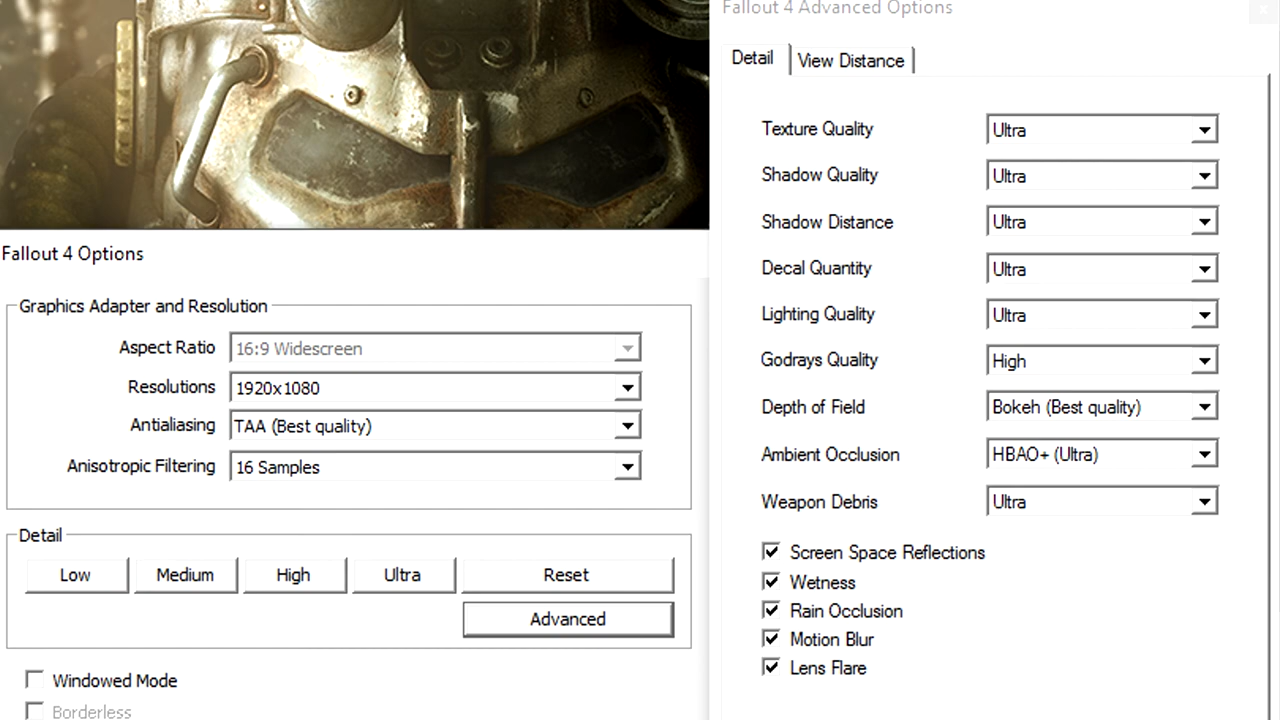 Fallout 4 Options
Graphics Adapter and Resolution
Aspect Ratio 16:9 Widescreen
Resolutions 1920x1080
Antialiasing TAA (Best quality)
Anisotropic Filtering 16 Samples
Detail
Low Medium High Ultra Reset
Advanced
Windowed Mode
Borderless
Fallout 4 Advanced Options
Detail View Distance
Texture Quality Ultra
Shadow Quality Ultra
Shadow Distance Ultra
Decal Quantity Ultra
Lighting Quality Ultra
Godrays Quality High
Depth of Field Bokeh (Best quality)
Ambient Occlusion HBAO+ (Ultra)
Weapon Debris Ultra
Screen Space Reflections
Wetness
Rain Occlusion
Motion Blur
Lens Flare